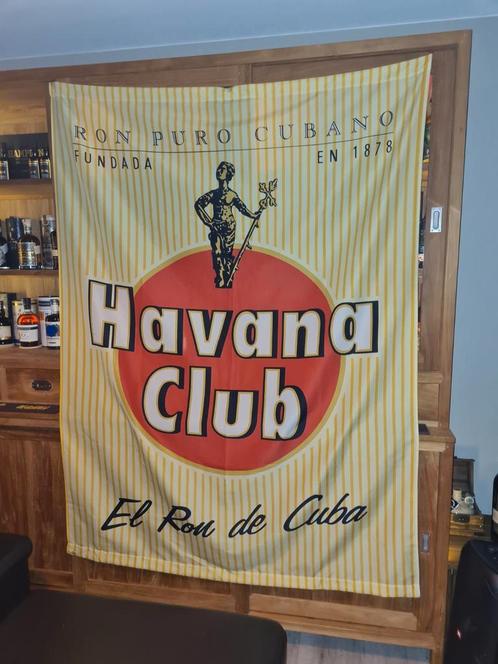 RON PURO CUBANO
FUNDADA EN 1878
Havana
Club
El Ron de Cuba